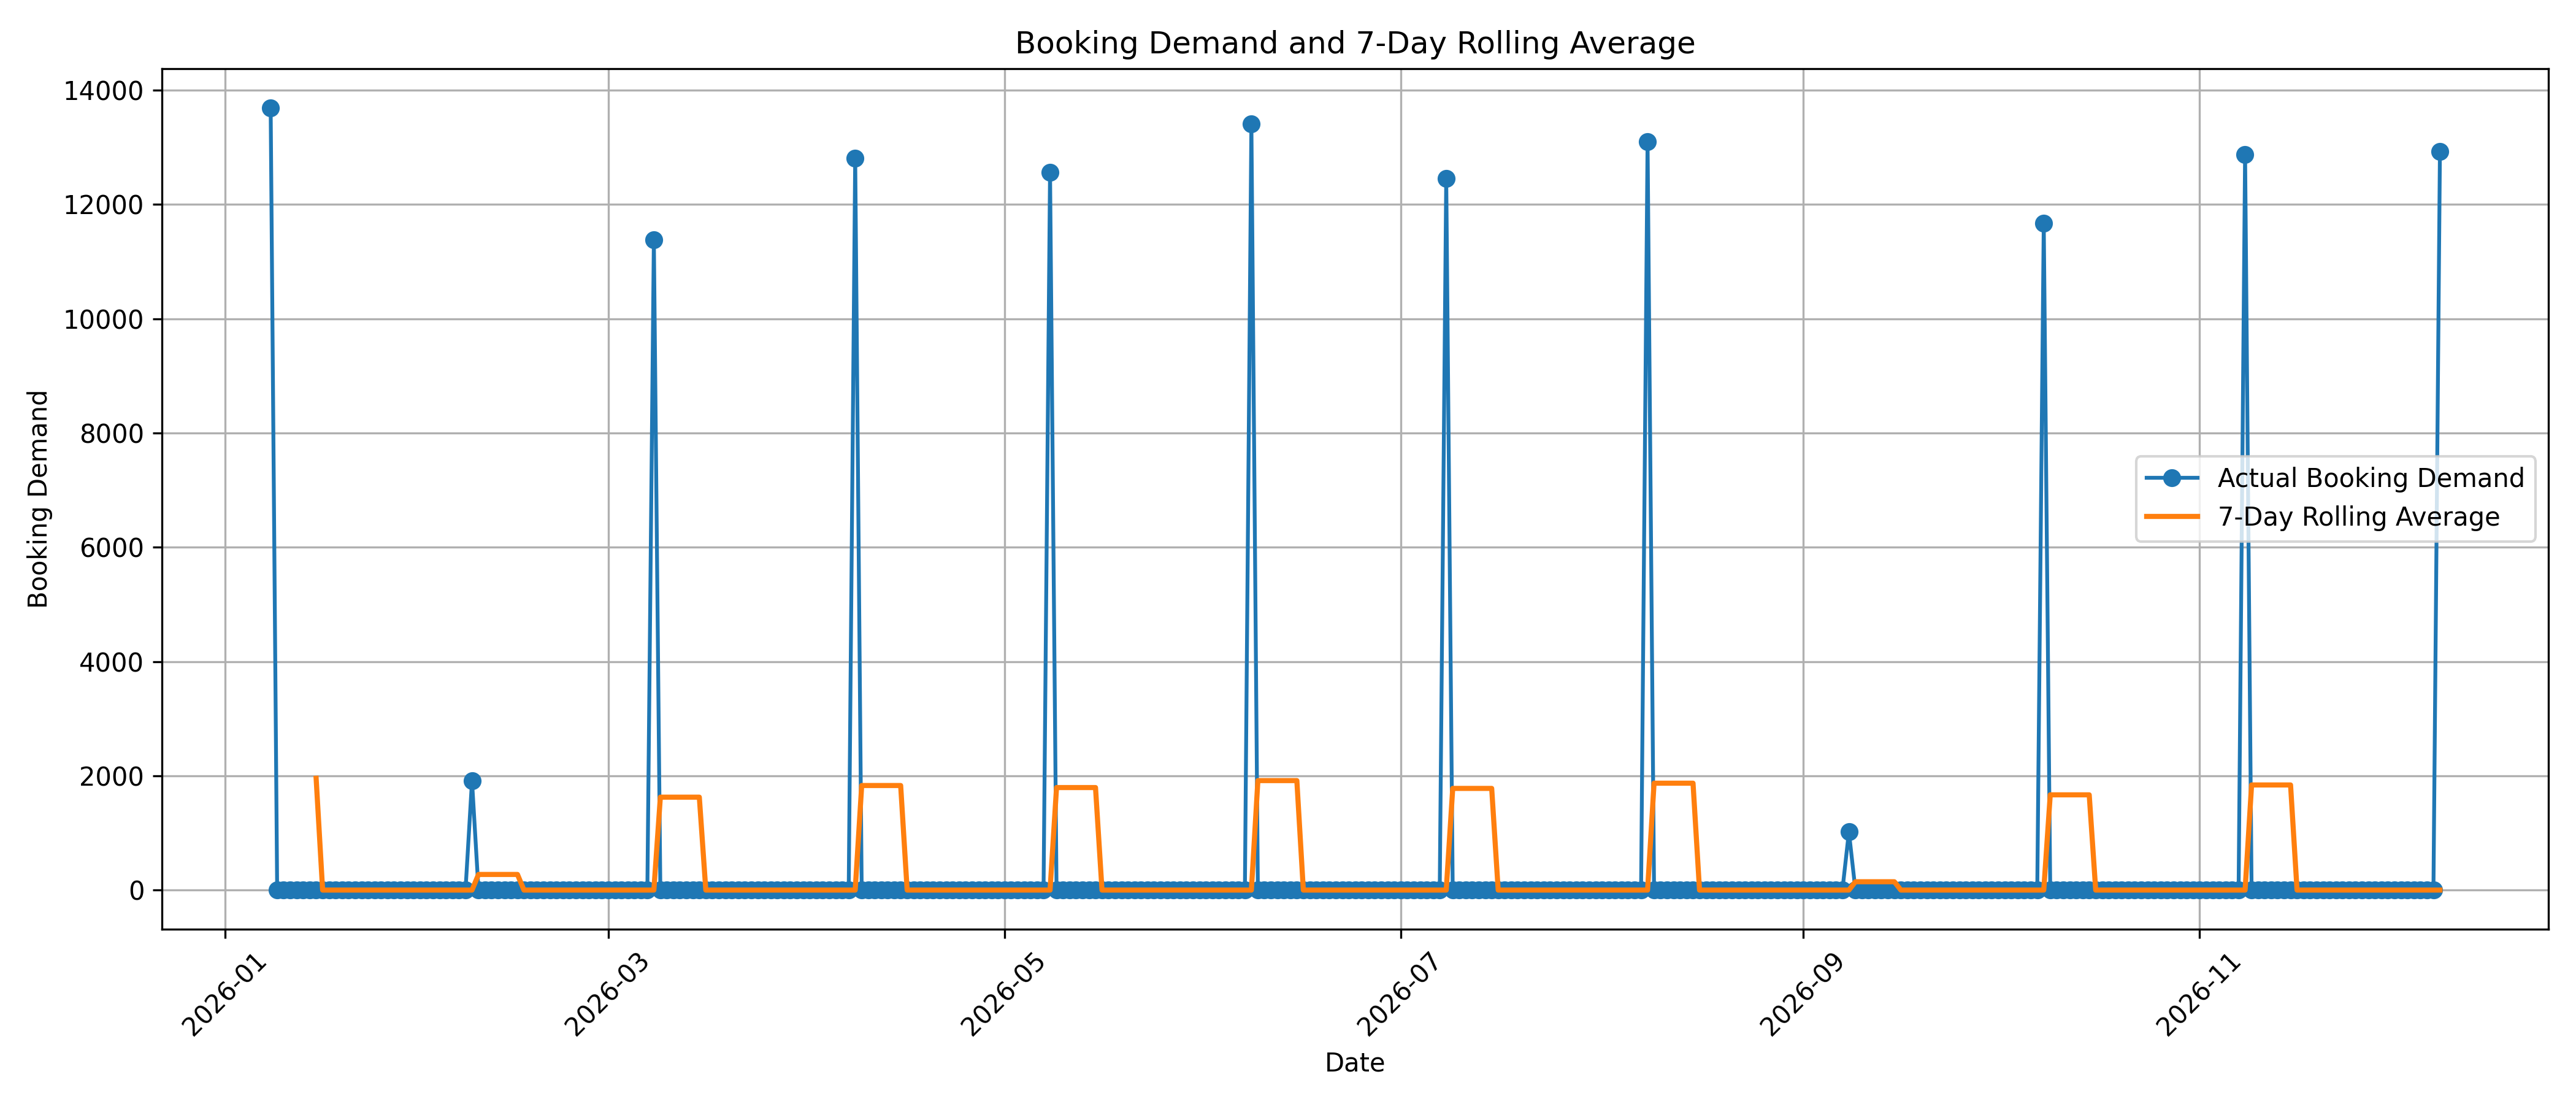 Booking Demand and 7-Day Rolling Average
14000
12000
10000
8000
6000
4000
2000
0
Booking Demand
Actual Booking Demand
7-Day Rolling Average
2026-01
2026-03
2026-05
2026-07
2026-09
2026-11
Date